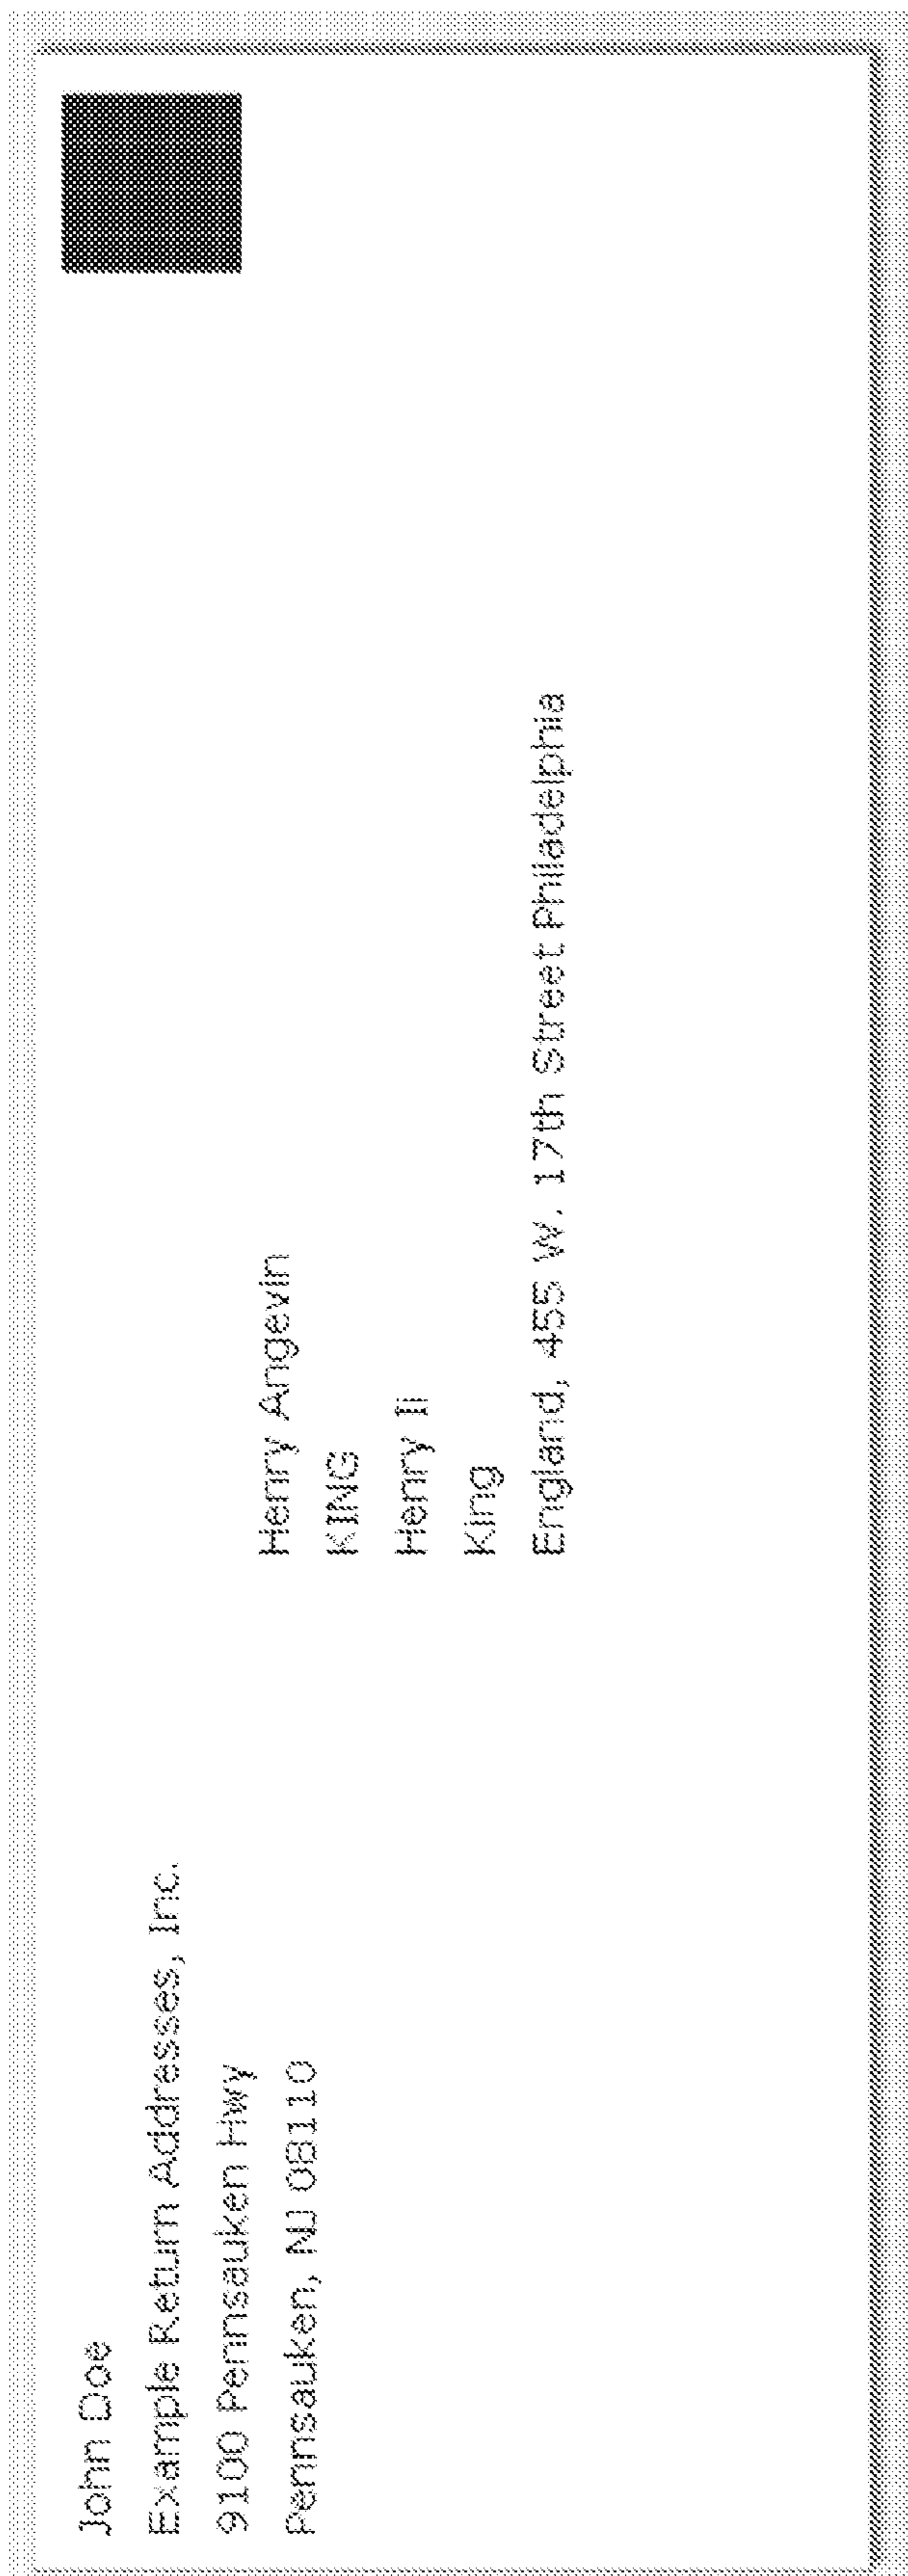 John Doe
Example Return Addresses, Inc.
9100 Pennsauken Hwy
Pennsauken, NJ 08110
Henry Angevin
KING
Henry Ii
King
England, 455 W. 17th Street Philadelphia